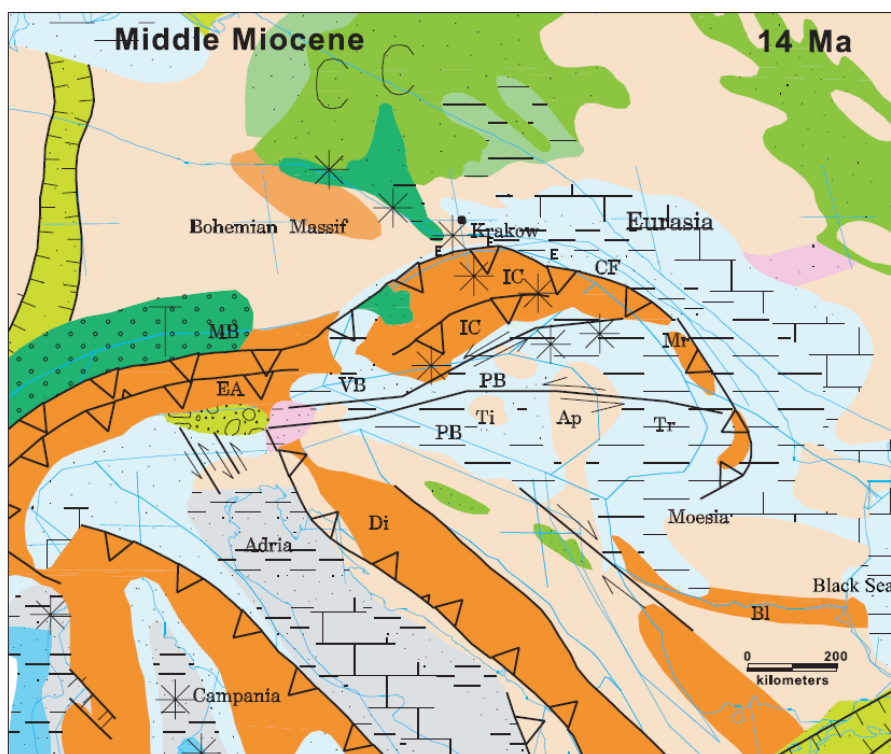 Middle Miocene
14 Ma
C C
Bohemian Massif
Krakow
Eurasia
E
E
E
CF
IC
MB
IC
Mr
EA
VB
PB
Ti
Ap
Tr
PB
Moesia
Adria
Di
Black Sea
Bl
0 200
kilometers
Campania